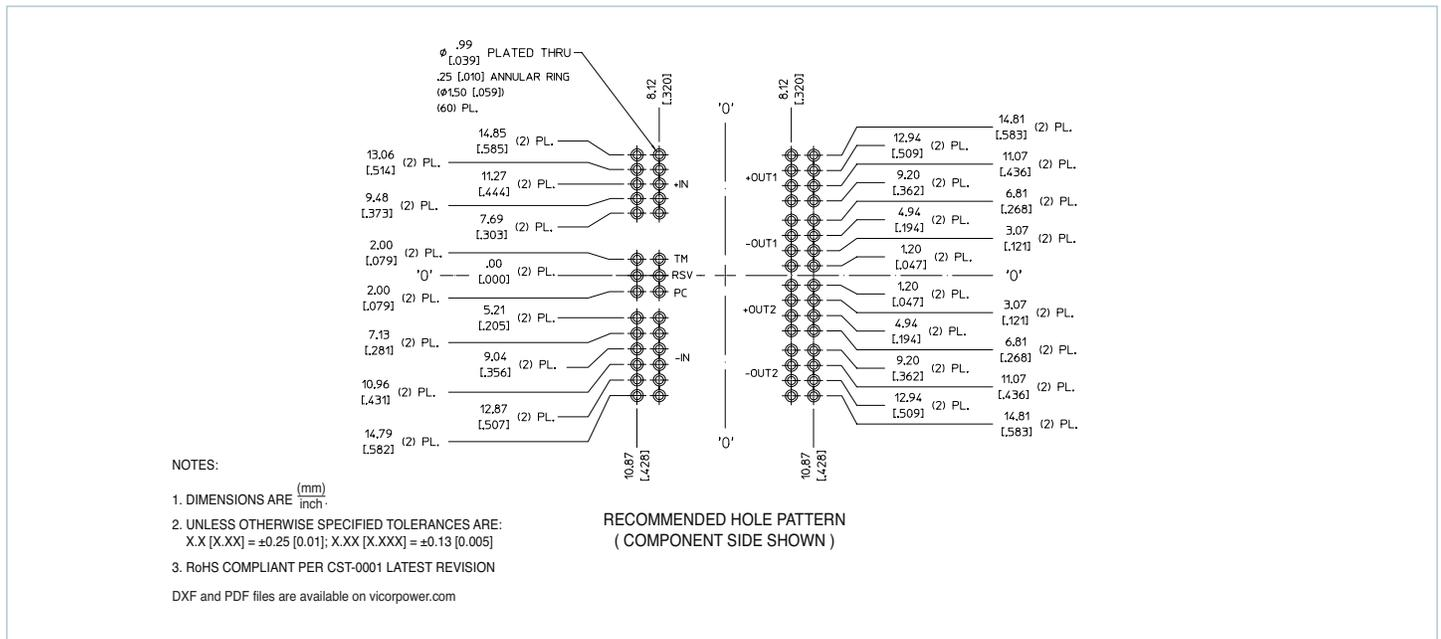 ø .99 PLATED THRU
[.039]
.25 [.010] ANNULAR RING
(ø1.50 [.059])
(60) PL.
8.12
[.320]
'0'
8.12
[.320]
14.85
[.585] (2) PL.
13.06
[.514] (2) PL.
11.27
[.444] (2) PL.
9.48
[.373] (2) PL.
7.69
[.303] (2) PL.
2.00
[.079] (2) PL.
'0'
.00
[.000] (2) PL.
2.00
[.079] (2) PL.
5.21
[.205] (2) PL.
7.13
[.281] (2) PL.
9.04
[.356] (2) PL.
10.96
[.431] (2) PL.
12.87
[.507] (2) PL.
14.79
[.582] (2) PL.
+IN
TM
RSV
PC
-IN
10.87
[.428]
'0'
+OUT1
-OUT1
+OUT2
-OUT2
10.87
[.428]
14.81
[.583] (2) PL.
12.94
[.509] (2) PL.
11.07
[.436] (2) PL.
9.20
[.362] (2) PL.
6.81
[.268] (2) PL.
4.94
[.194] (2) PL.
3.07
[.121] (2) PL.
1.20
[.047] (2) PL.
'0'
1.20
[.047] (2) PL.
3.07
[.121] (2) PL.
4.94
[.194] (2) PL.
6.81
[.268] (2) PL.
9.20
[.362] (2) PL.
11.07
[.436] (2) PL.
12.94
[.509] (2) PL.
14.81
[.583] (2) PL.
RECOMMENDED HOLE PATTERN
( COMPONENT SIDE SHOWN )
NOTES:
1. DIMENSIONS ARE (mm)
inch .
2. UNLESS OTHERWISE SPECIFIED TOLERANCES ARE:
X.X [X.XX] = ±0.25 [0.01]; X.XX [X.XXX] = ±0.13 [0.005]
3. RoHS COMPLIANT PER CST-0001 LATEST REVISION
DXF and PDF files are available on vicorpower.com